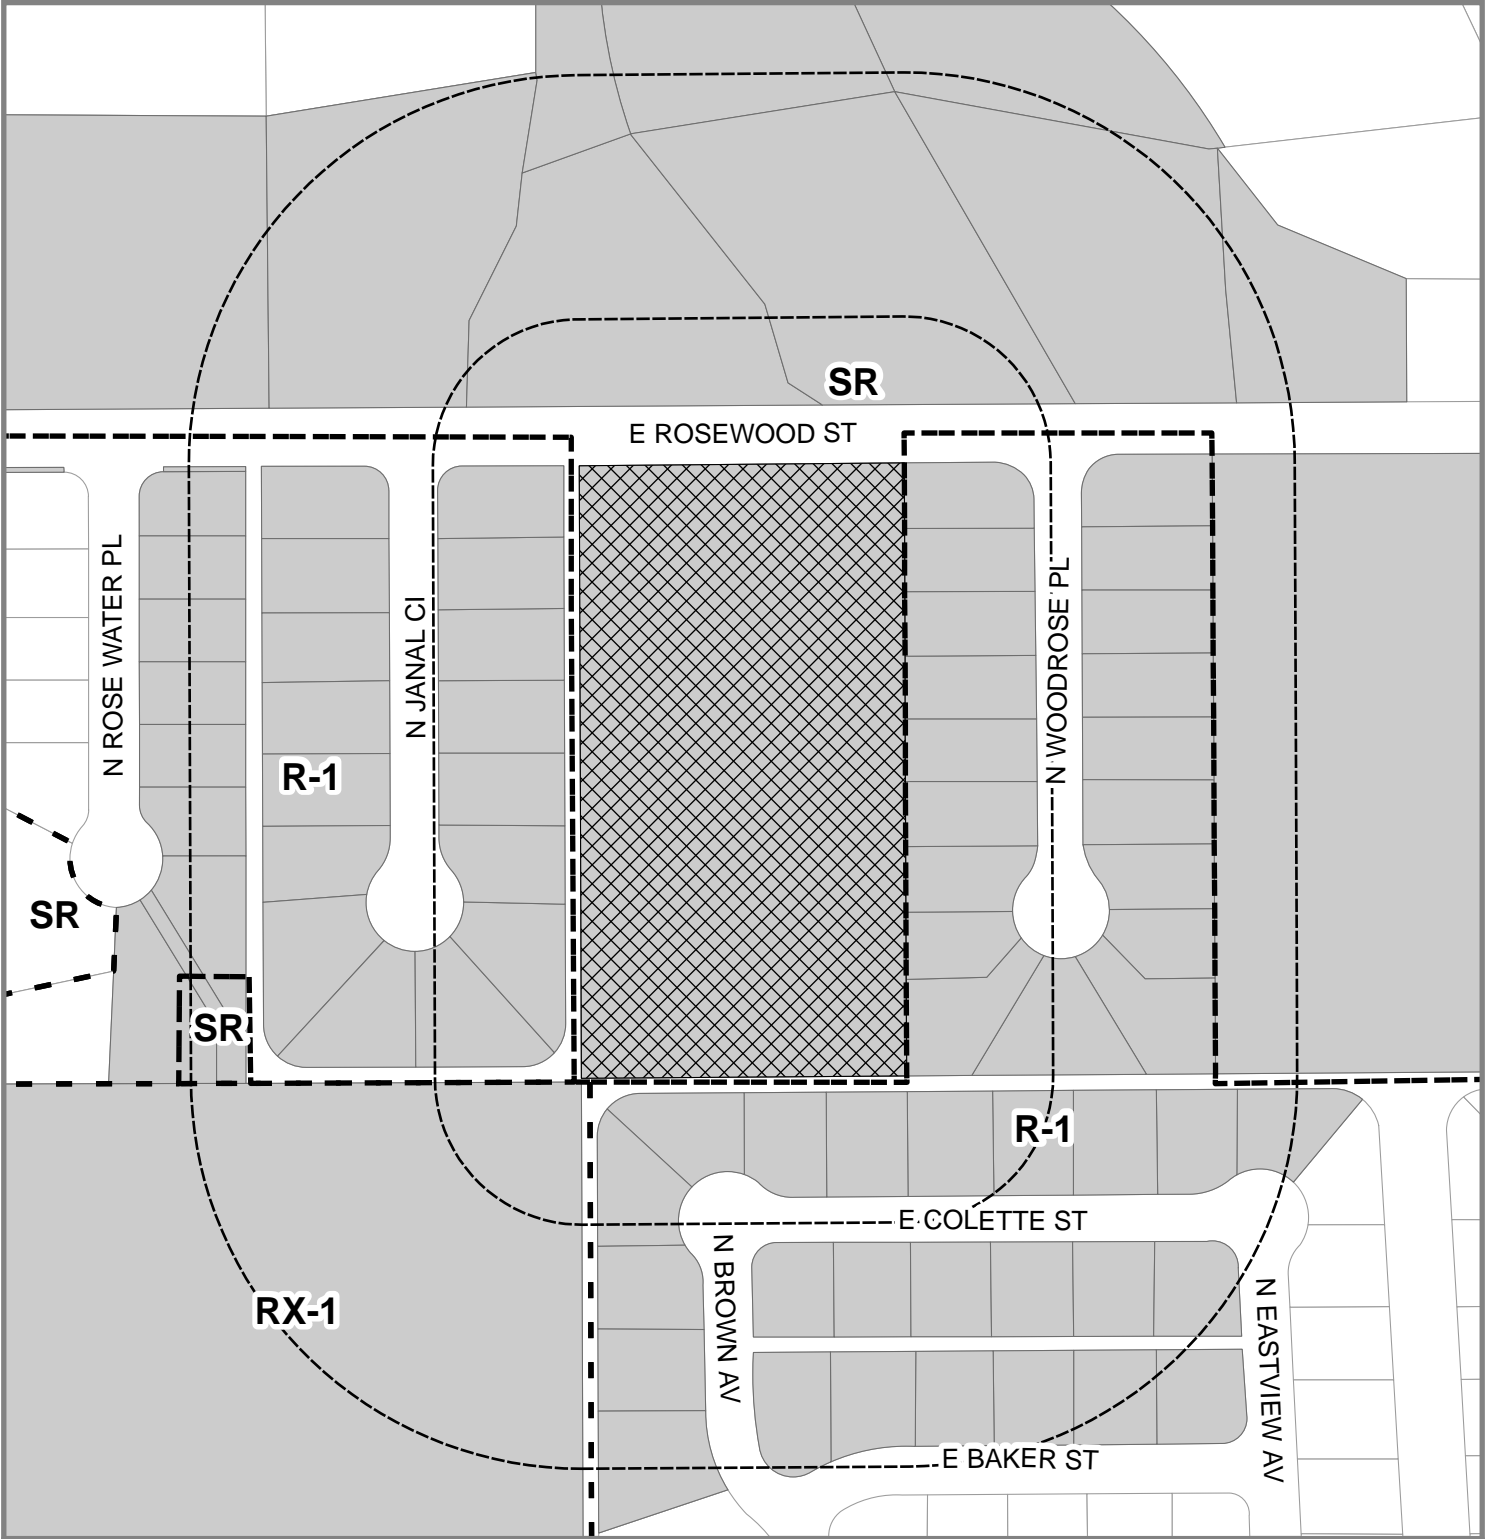 SR
E ROSEWOOD ST
N ROSE WATER PL
N JANAL CI
N WOODROSE PL
R-1
SR
SR
R-1
E COLETTE ST
N BROWN AV
N EASTVIEW AV
RX-1
E BAKER ST